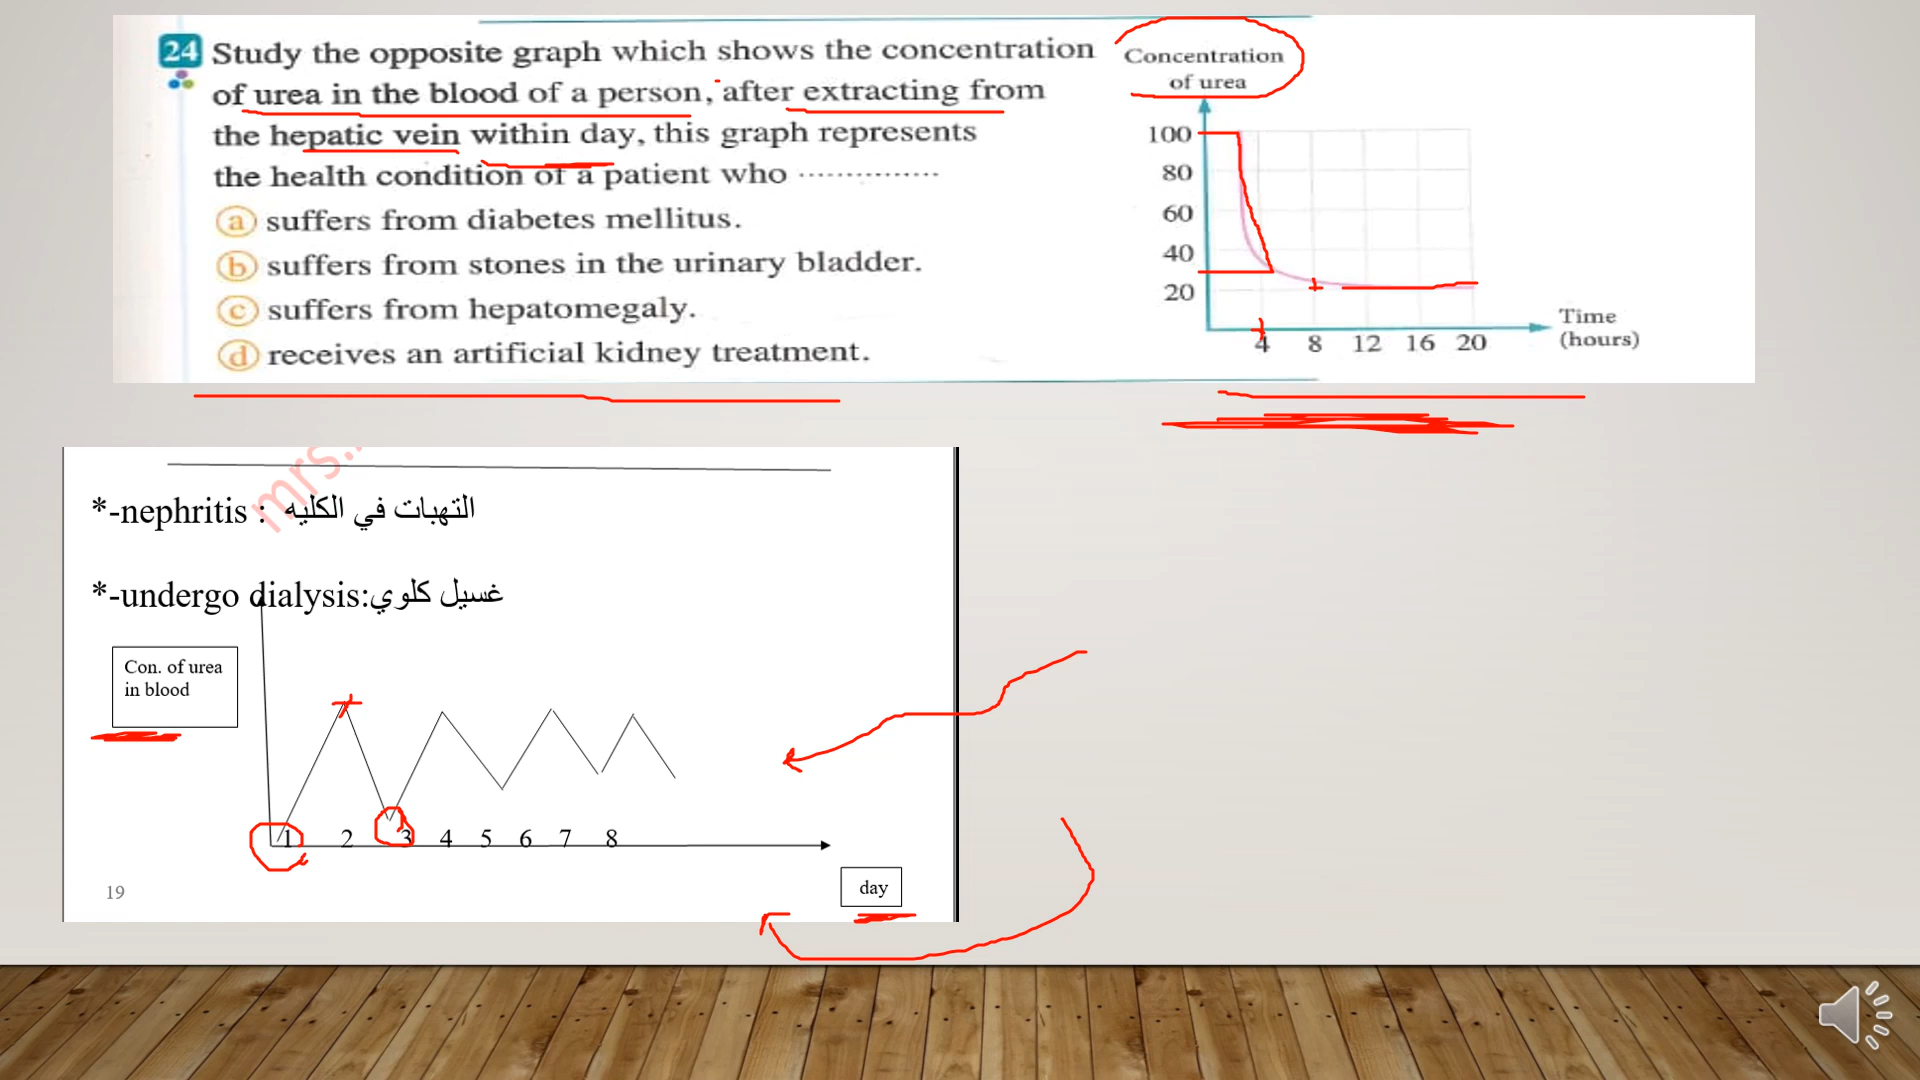 24 Study the opposite graph which shows the concentration
of urea in the blood of a person, after extracting from
the hepatic vein within day, this graph represents
the health condition of a patient who ...............
a suffers from diabetes mellitus.
b suffers from stones in the urinary bladder.
c suffers from hepatomegaly.
d receives an artificial kidney treatment.
Concentration
of urea
100
80
60
40
20
4 8 12 16 20
Time
(hours)
mrs.
*-nephritis : التهبات في الكليه
*-undergo dialysis:غسيل كلوي
Con. of urea
in blood
1 2 3 4 5 6 7 8
day
19